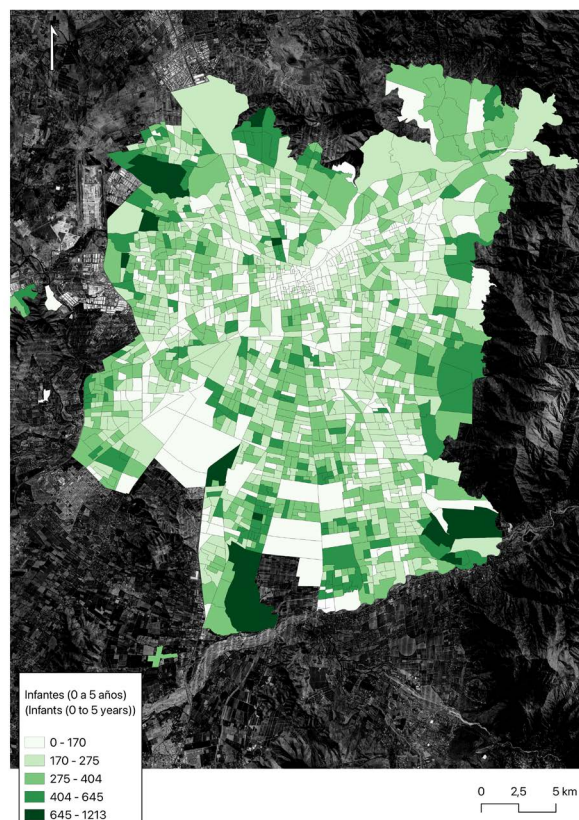 Infantes (0 a 5 años)
(Infants (0 to 5 years))
0 - 170
170 - 275
275 - 404
404 - 645
645 - 1213
0 2,5 5 km